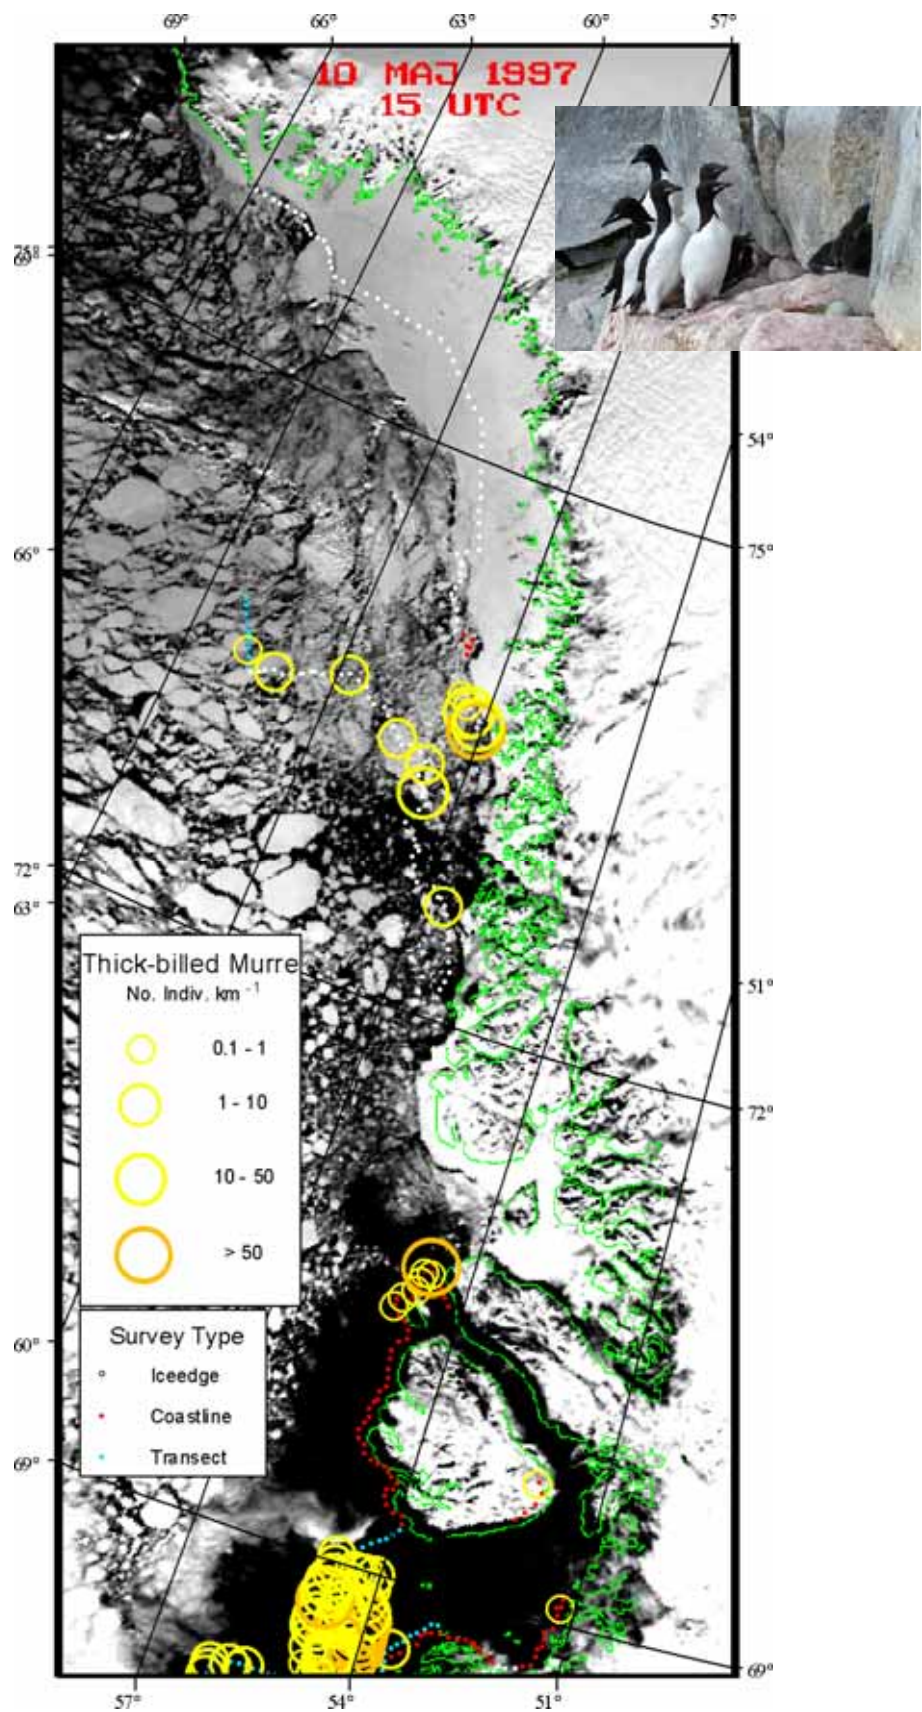 69° 66° 63° 60° 57°
10 MAJ 1997
15 UTC
69°
54°
75°
66°
72°
63°
51°
72°
Thick-billed Murre
No. Indiv. km -1
0.1 - 1
1 - 10
10 - 50
> 50
60°
Survey Type
Iceedge
Coastline
Transect
69°
69°
57° 54° 51°